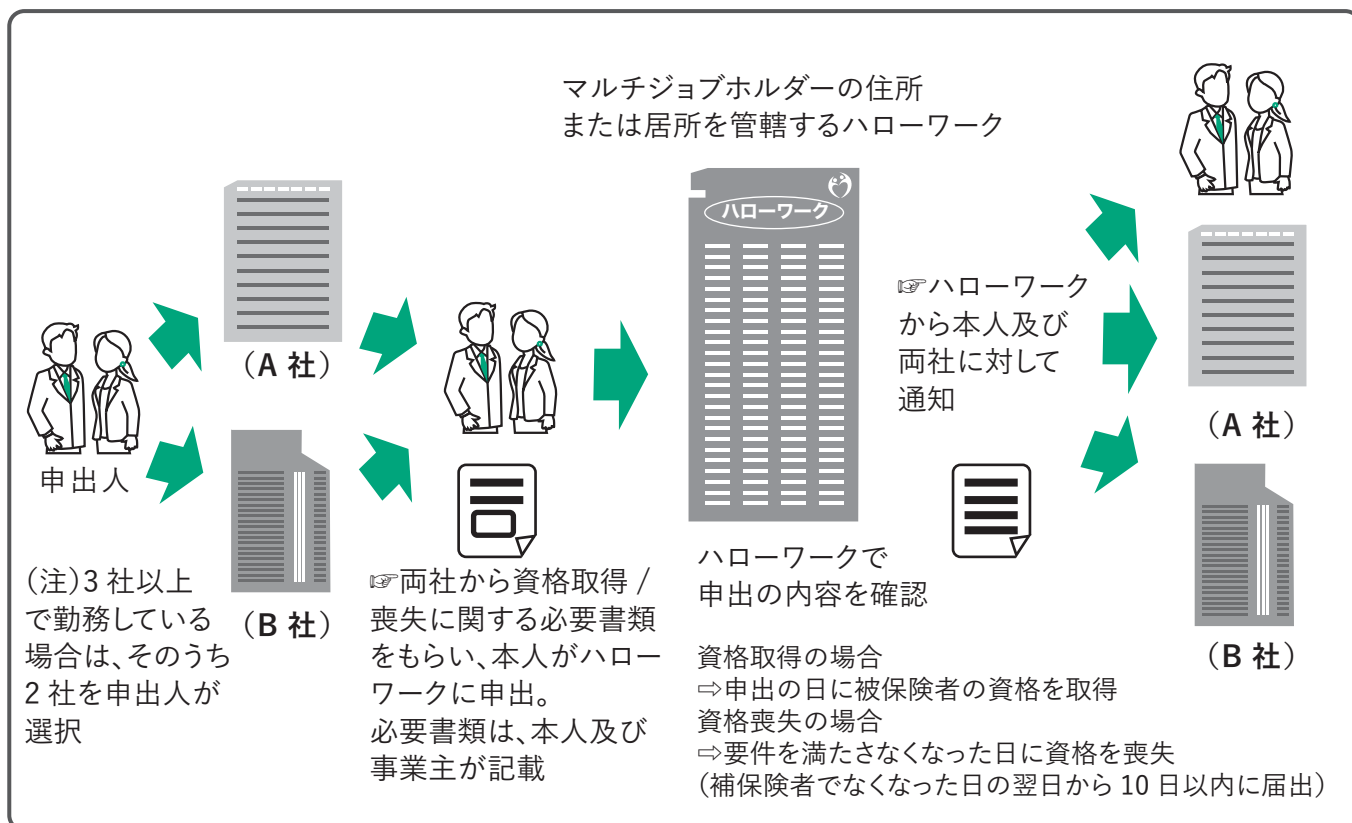 マルチジョブホルダーの住所
または居所を管轄するハローワーク
ハローワーク
申出人
（A 社）
（B 社）
（注）3 社以上
で勤務している
場合は、そのうち
2 社を申出人が
選択
☞両社から資格取得 /
喪失に関する必要書類
をもらい、本人がハロー
ワークに申出。
必要書類は、本人及び
事業主が記載
ハローワークで
申出の内容を確認
資格取得の場合
⇨申出の日に被保険者の資格を取得
資格喪失の場合
⇨要件を満たさなくなった日に資格を喪失
（補保険者でなくなった日の翌日から 10 日以内に届出）
☞ハローワーク
から本人及び
両社に対して
通知
（A 社）
（B 社）